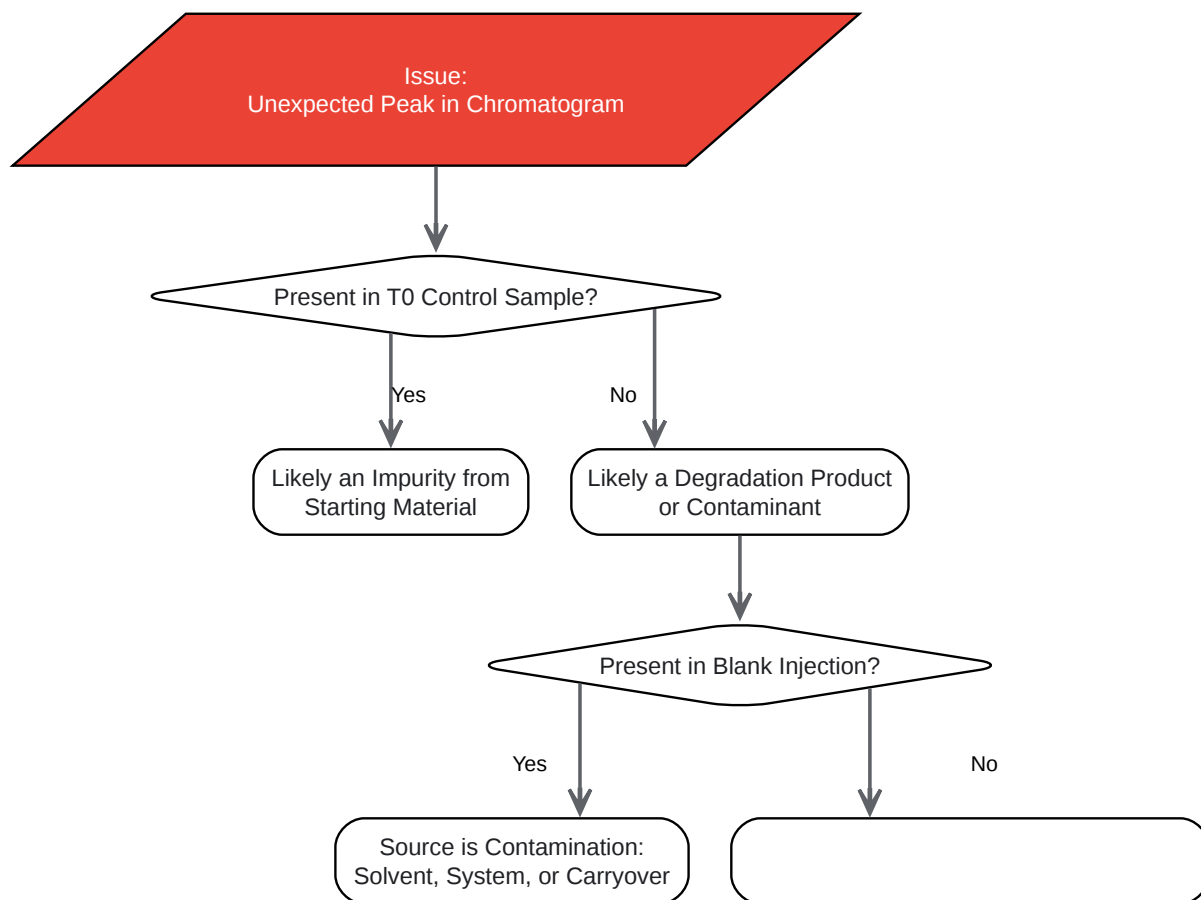 Issue:
Unexpected Peak in Chromatogram
Present in T0 Control Sample?
Yes
No
Likely an Impurity from
Starting Material
Likely a Degradation Product
or Contaminant
Present in Blank Injection?
Yes
No
Source is Contamination:
Solvent, System, or Carryover